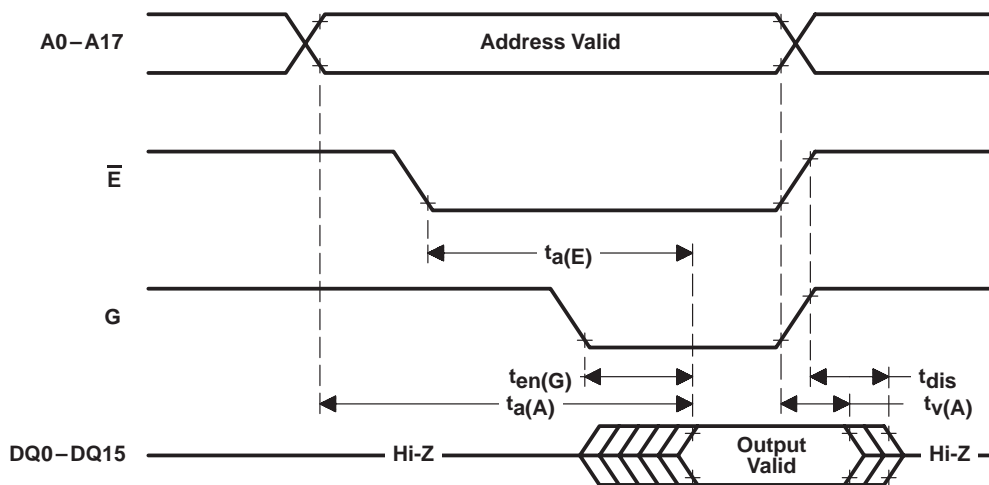 A0–A17
Address Valid
E
ta(E)
G
ten(G)
tdis
ta(A)
tv(A)
DQ0–DQ15
Hi-Z
Output
Valid
Hi-Z